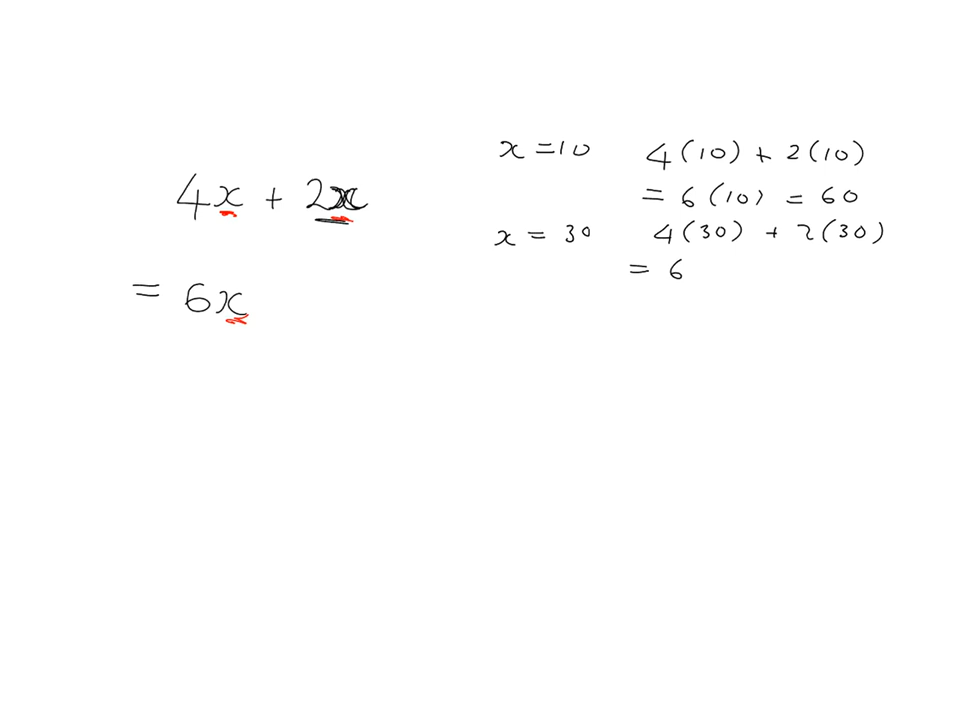 4x + 2x
= 6x
x = 10 4(10) + 2(10)
= 6(10) = 60
x = 30 4(30) + 2(30)
= 6